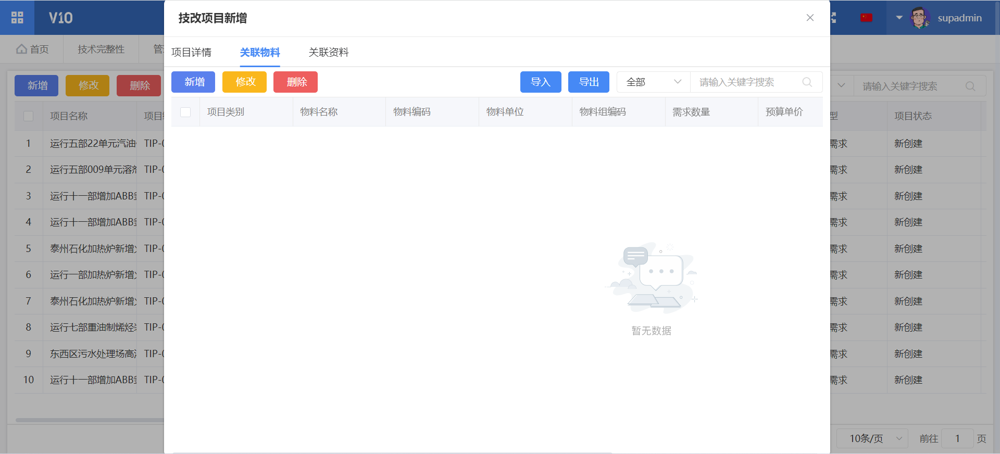 V10
技改项目新增
supadmin
首页
技术完整性
项目详情
关联物料
关联资料
新增
修改
删除
新增
修改
删除
导入
导出
全部
请输入关键字搜索
请输入关键字搜索
项目名称
项目类别
物料名称
物料编码
物料单位
物料组编码
需求数量
预算单价
型
项目状态
1 运行五部22单元汽油 TIP- 需求 新创建
2 运行五部009单元溶 TIP- 需求 新创建
3 运行十一部增加ABB TIP- 需求 新创建
4 运行十一部增加ABB TIP- 需求 新创建
5 泰州石化加热炉新增 TIP- 需求 新创建
6 运行一部加热炉新增 TIP- 需求 新创建
7 泰州石化加热炉新增 TIP- 需求 新创建
8 运行七部重油制烯烃 TIP- 需求 新创建
9 东西区污水处理场高 TIP- 需求 新创建
10 运行十一部增加ABB TIP- 需求 新创建
暂无数据
10条/页
前往 1 页